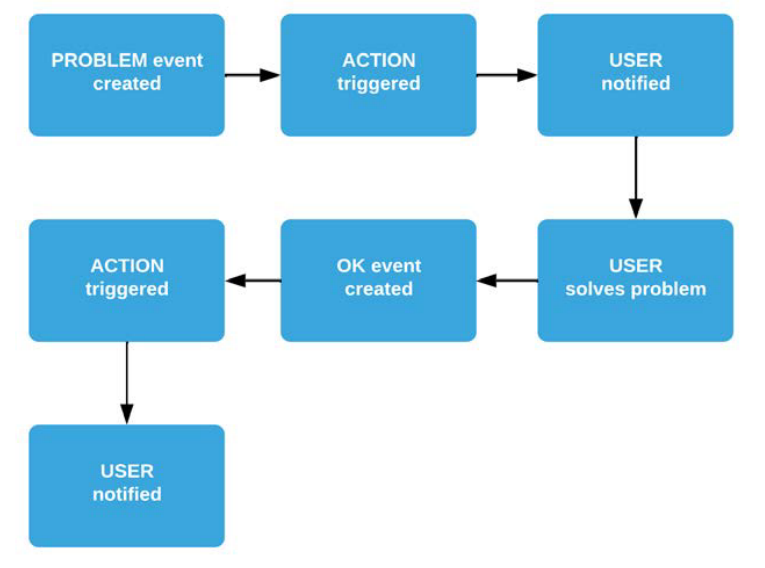 PROBLEM event
created
ACTION
triggered
USER
notified
USER
solves problem
OK event
created
ACTION
triggered
USER
notified